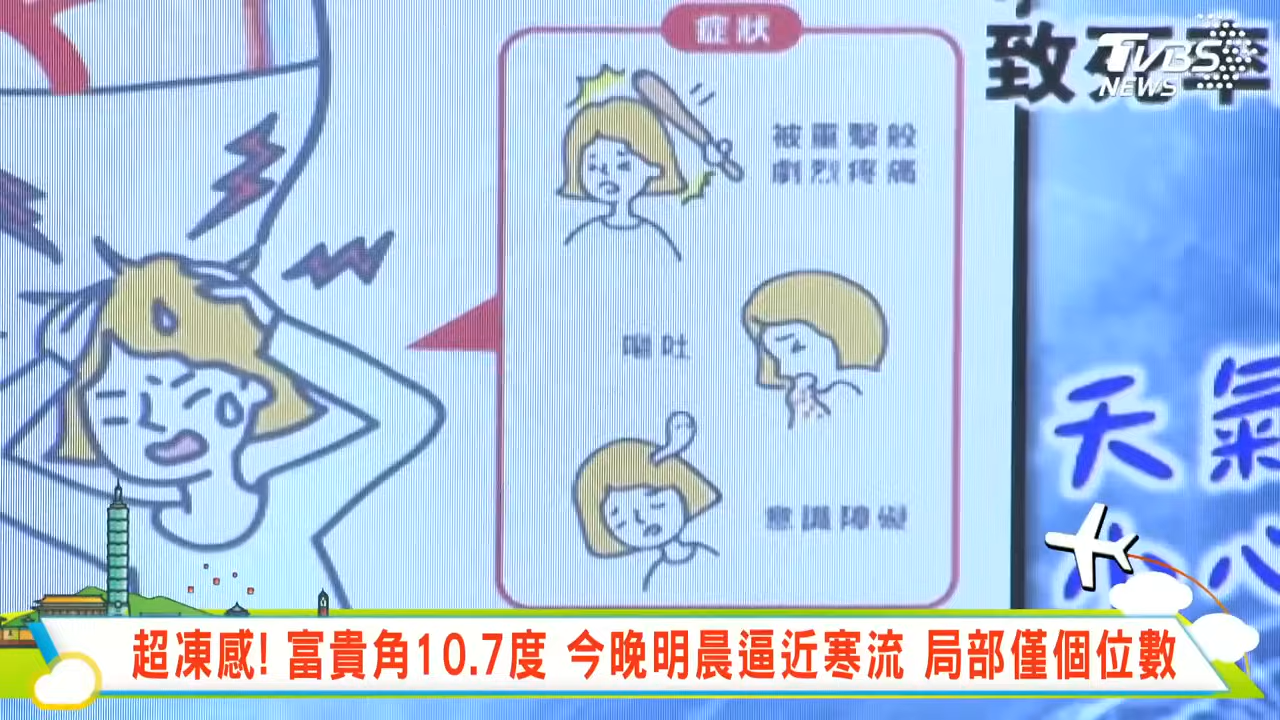 症狀
致死率
TVBS
NEWS
被重擊般
劇烈疼痛
嘔吐
意識障礙
天氣
小心
超凍感! 富貴角10.7度 今晚明晨逼近寒流 局部僅個位數